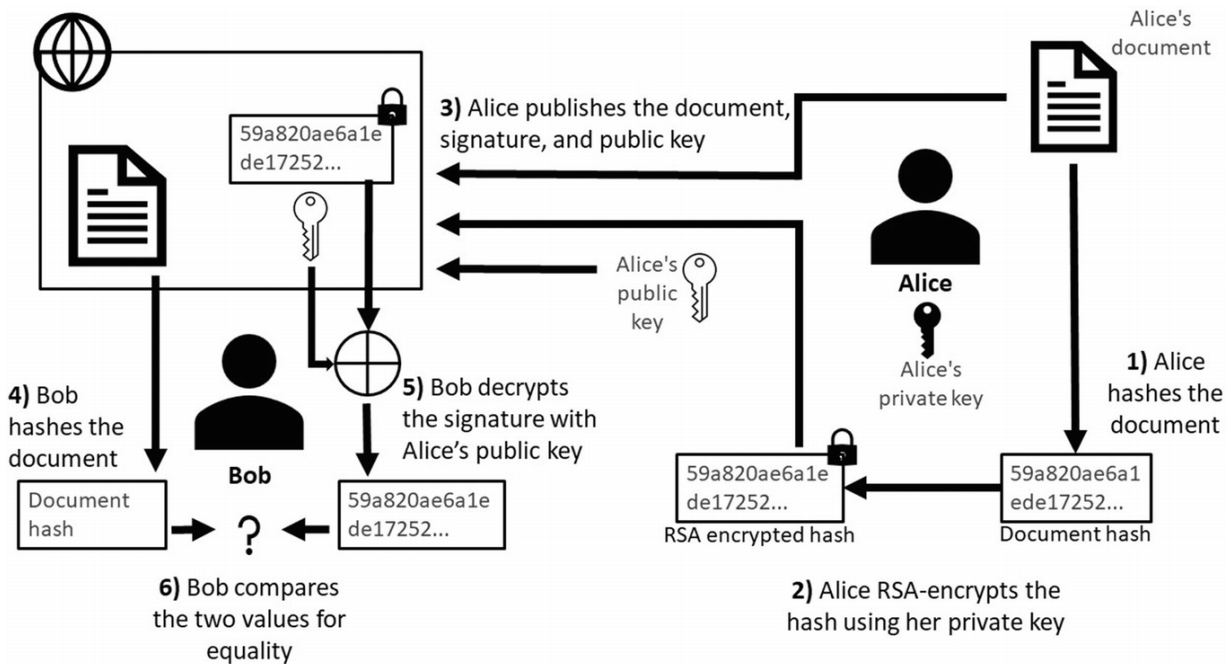 Alice's
document
3) Alice publishes the document,
signature, and public key
59a820ae6a1e
de17252...
Alice's
public
key
Alice
Alice's
private key
1) Alice
hashes the
document
4) Bob
hashes the
document
Bob
5) Bob decrypts
the signature with
Alice’s public key
Document
hash
?
59a820ae6a1e
de17252...
59a820ae6a1e
de17252...
RSA encrypted hash
59a820ae6a1
ede17252...
Document hash
6) Bob compares
the two values for
equality
2) Alice RSA-encrypts the
hash using her private key